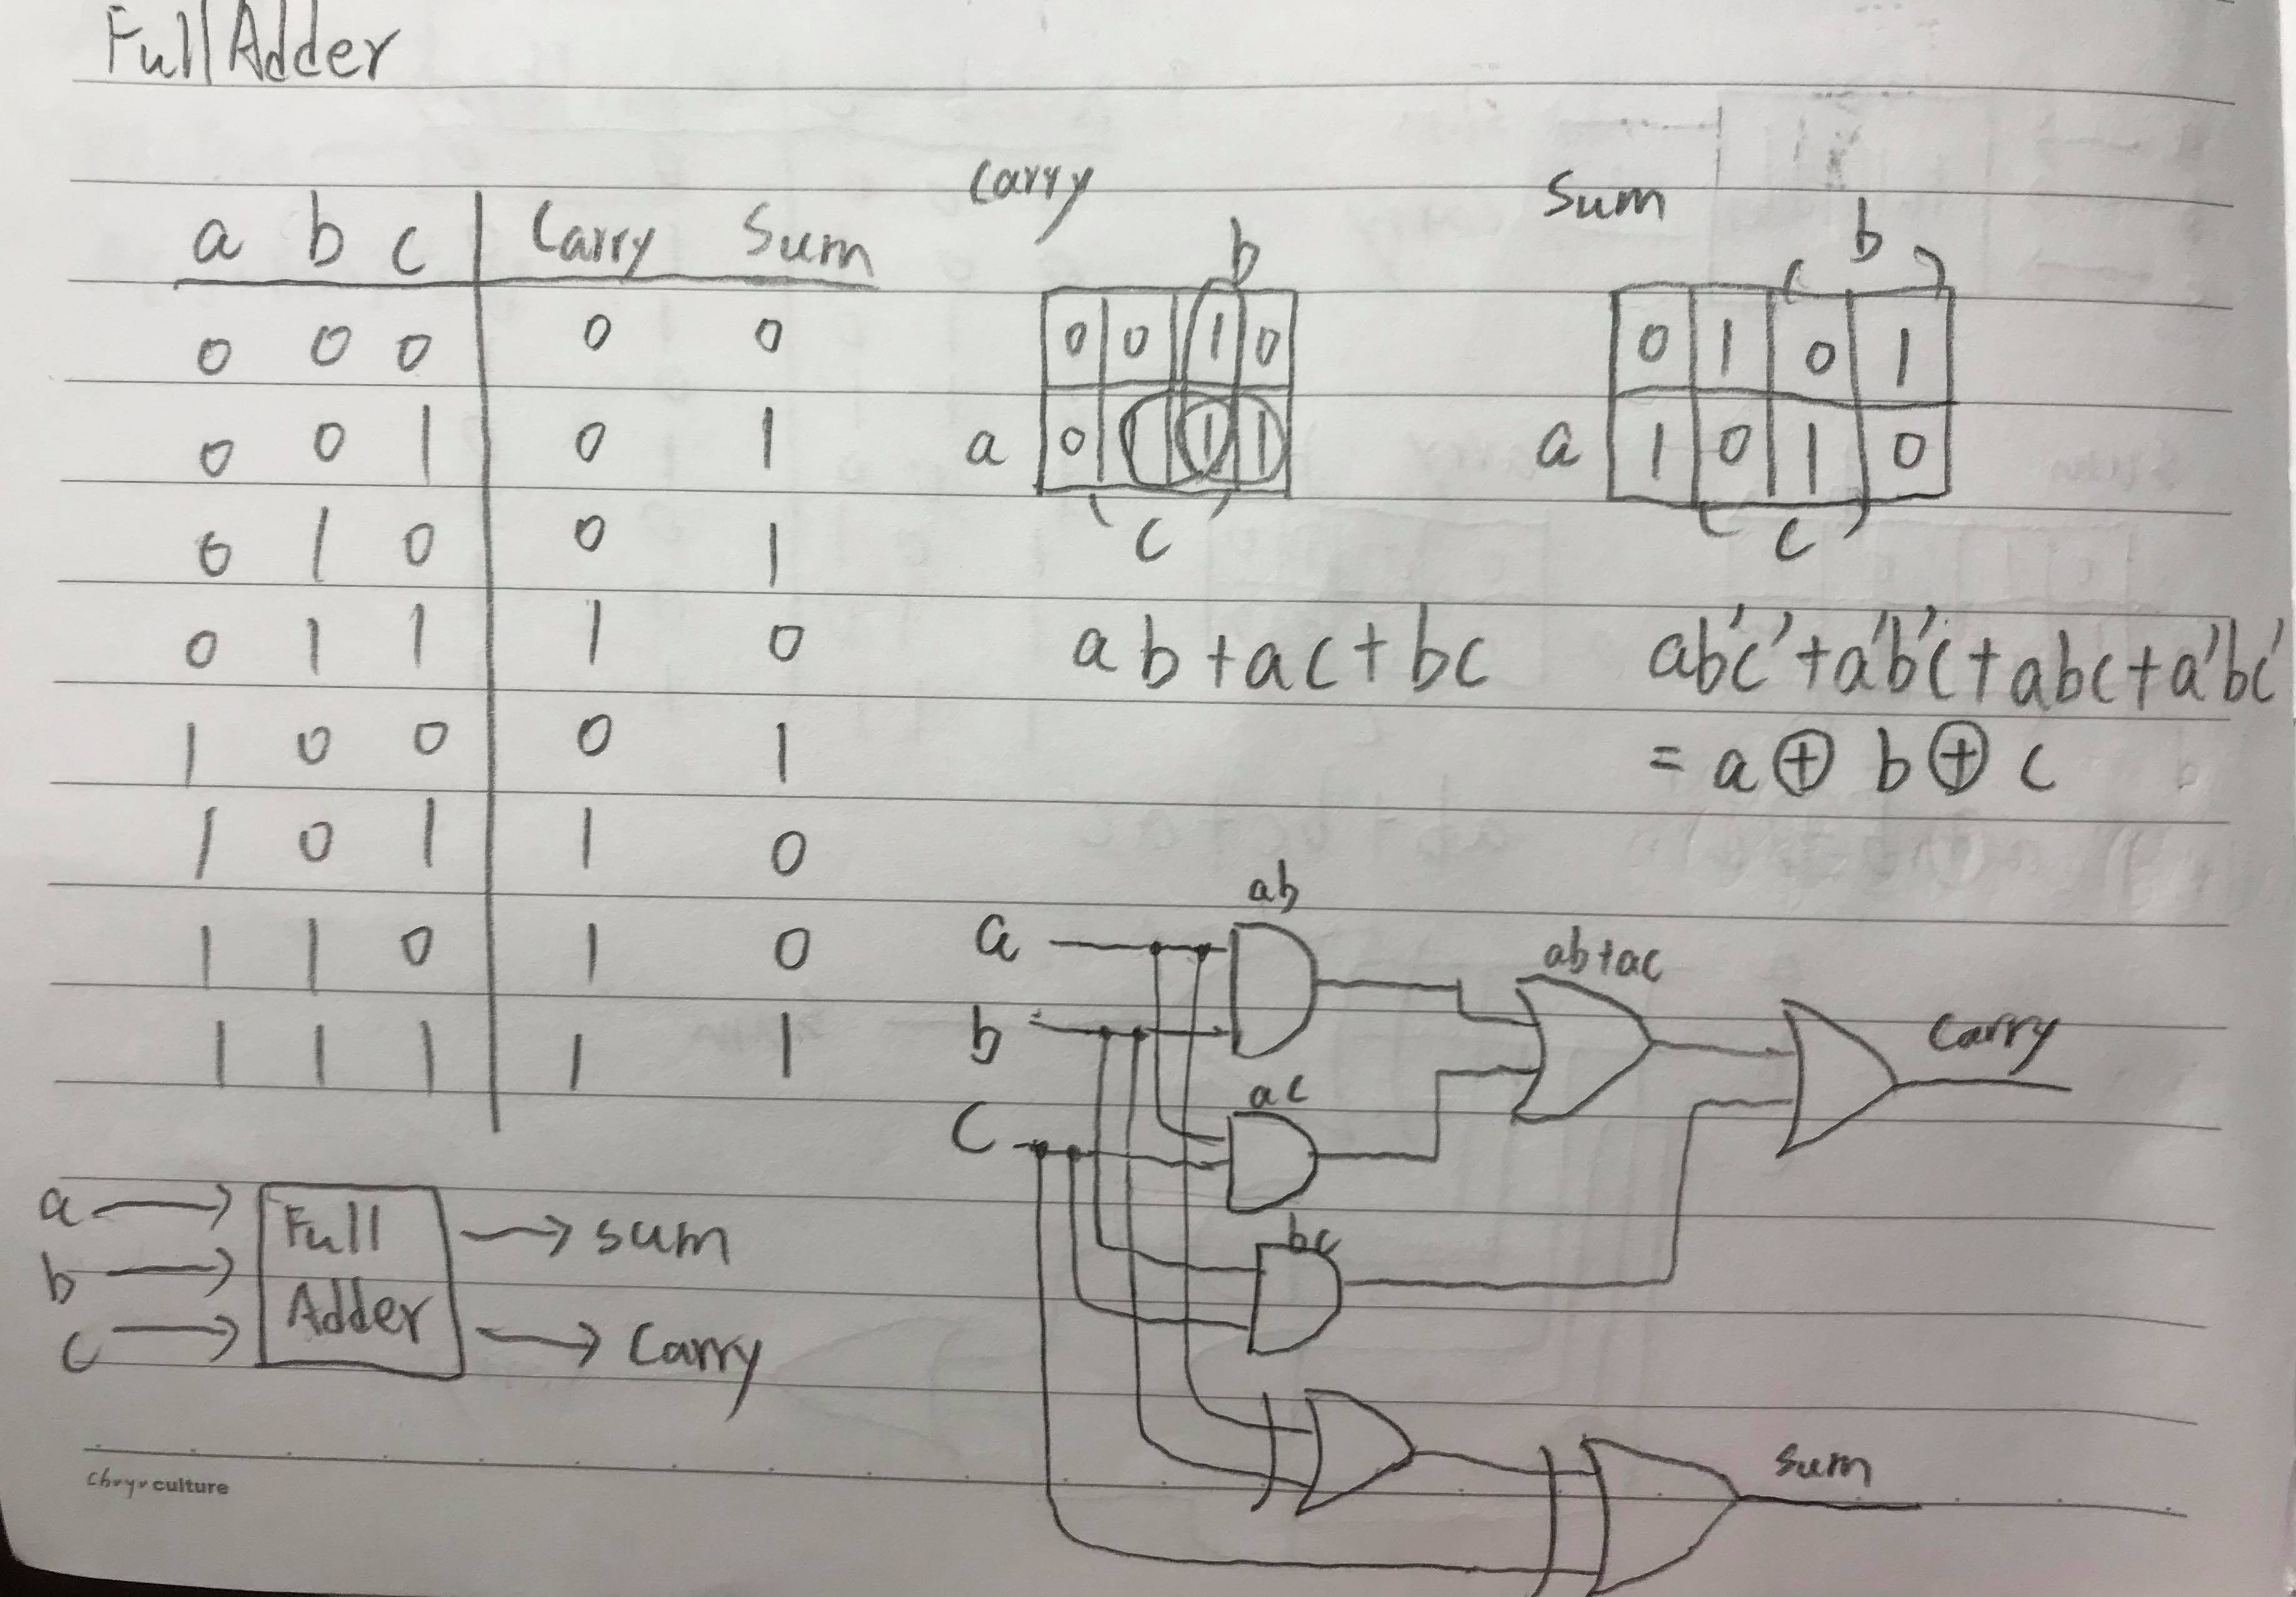 Full Adder
a b c Carry Sum
0 0 0 0 0
0 0 1 0 1
0 1 0 0 1
0 1 1 1 0
1 0 0 0 1
1 0 1 1 0
1 1 0 1 0
1 1 1 1 1
Carry
b
0 0 1 0
a 0 1 1 1
c
ab+ac+bc
Sum
b
0 1 0 1
a 1 0 1 0
c
ab'c'+a'b'c+abc+a'bc'
= a ⊕ b ⊕ c
a
b
c
Full
Adder
sum
Carry
a
b
c
ab
ac
bc
ab+ac
Carry
sum
culture